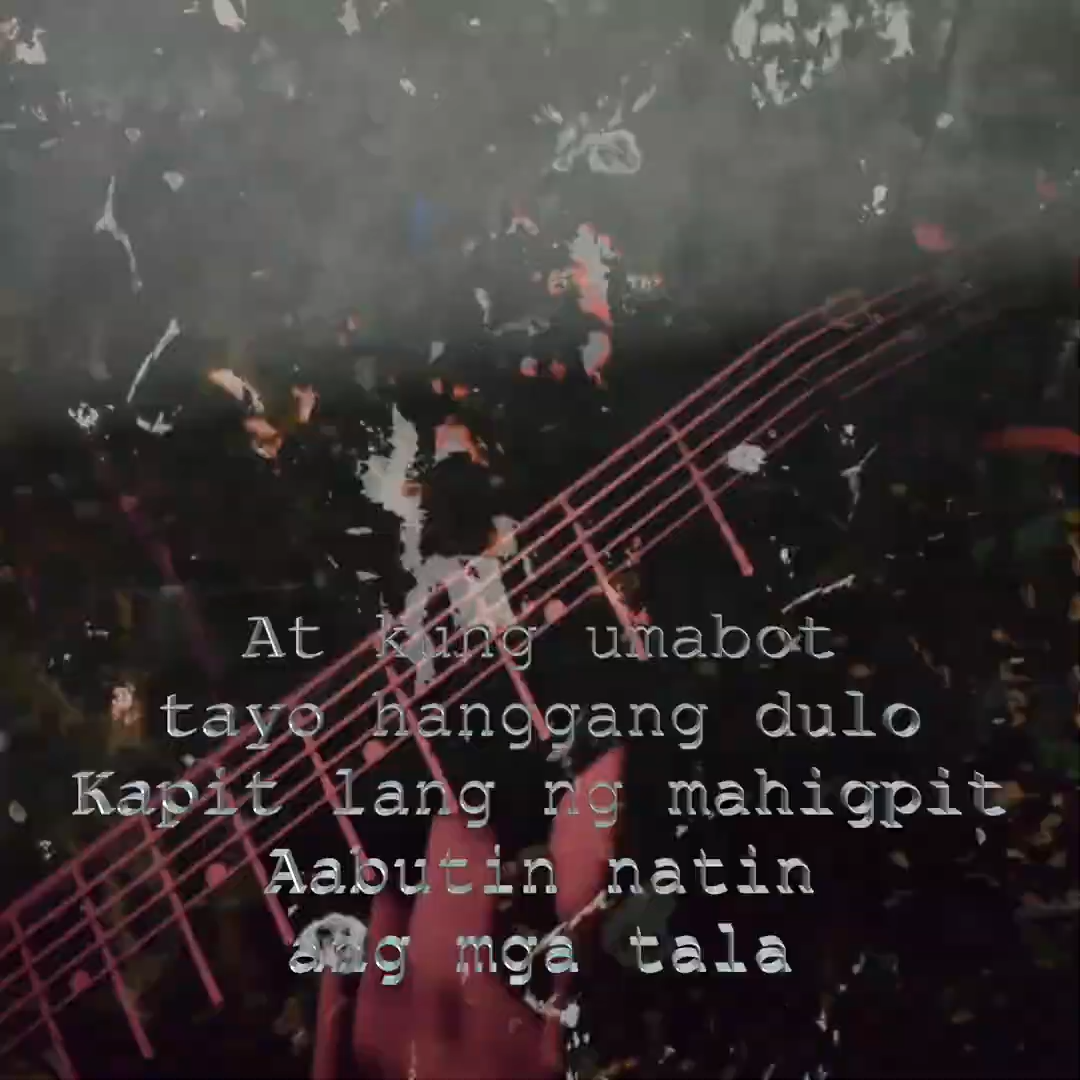 At kung umabot
tayo hanggang dulo
Kapit lang ng mahigpit
Aabutin natin
ang mga tala